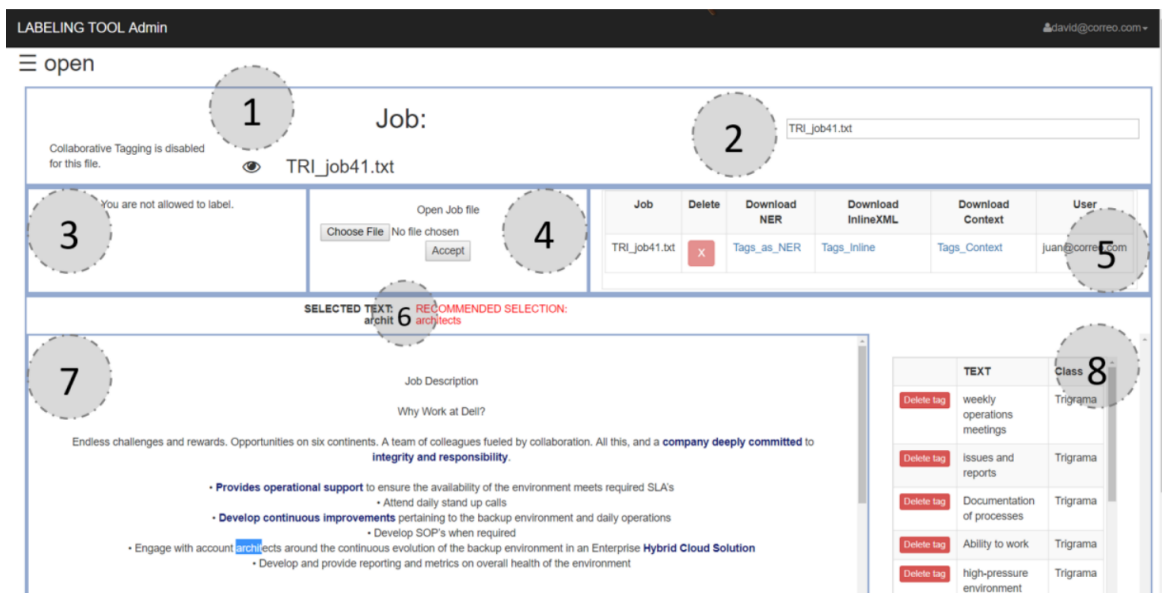 LABELING TOOL Admin
david@correo.com
☰ open
1
Job:
2
TRI_job41.txt
Collaborative Tagging is disabled
for this file.
TRI_job41.txt
3
You are not allowed to label.
Open Job file
Choose File No file chosen
Accept
4
Job Delete Download NER Download InlineXML Download Context User
TRI_job41.txt X Tags_as_NER Tags_Inline Tags_Context juan@correo.com
5
SELECTED TEXT: RECOMMENDED SELECTION:
archit 6 architects
7
Job Description
Why Work at Dell?
Endless challenges and rewards. Opportunities on six continents. A team of colleagues fueled by collaboration. All this, and a company deeply committed to
integrity and responsibility.
• Provides operational support to ensure the availability of the environment meets required SLA's
• Attend daily stand up calls
• Develop continuous improvements pertaining to the backup environment and daily operations
• Develop SOP's when required
• Engage with account architects around the continuous evolution of the backup environment in an Enterprise Hybrid Cloud Solution
• Develop and provide reporting and metrics on overall health of the environment
8
TEXT Class
Delete tag weekly operations meetings Trigrama
Delete tag issues and reports Trigrama
Delete tag Documentation of processes Trigrama
Delete tag Ability to work Trigrama
Delete tag high-pressure environment Trigrama